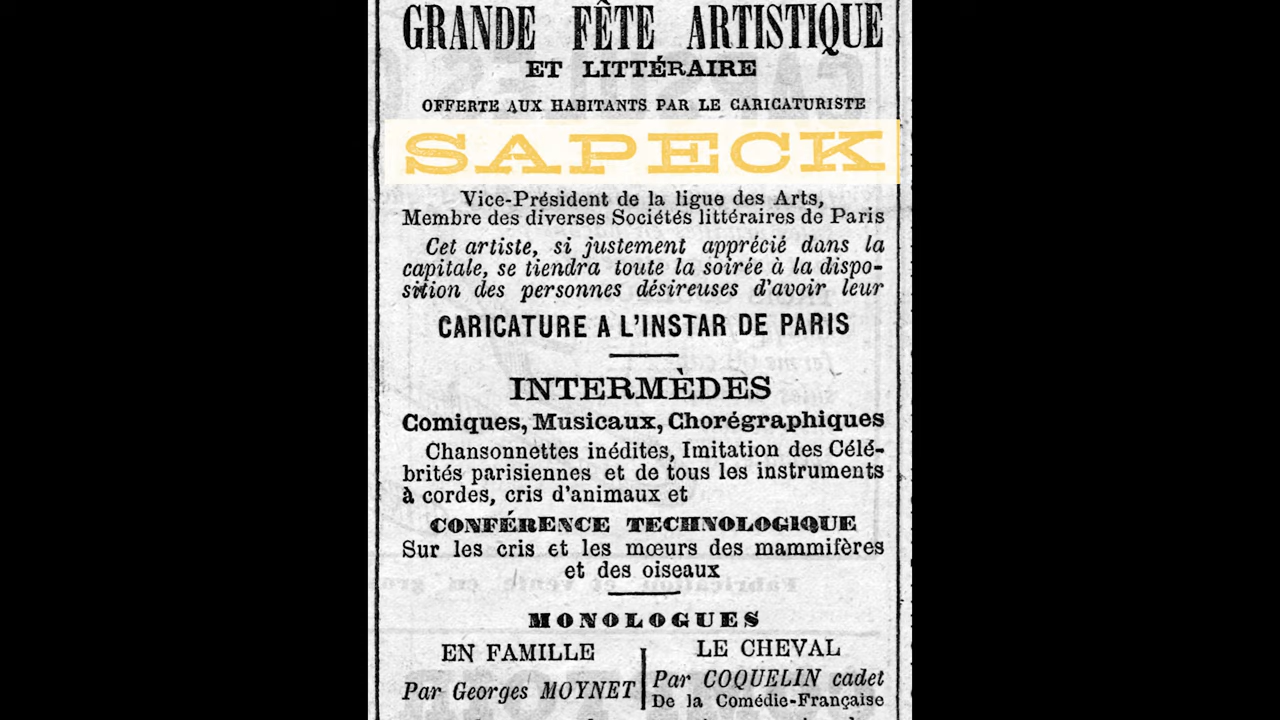 GRANDE FÊTE ARTISTIQUE
ET LITTÉRAIRE
OFFERTE AUX HABITANTS PAR LE CARICATURISTE
SAPECK
Vice-Président de la ligue des Arts,
Membre des diverses Sociétés littéraires de Paris
Cet artiste, si justement apprécié dans la
capitale, se tiendra toute la soirée à la dispo-
sition des personnes désireuses d'avoir leur
CARICATURE A L'INSTAR DE PARIS
INTERMÈDES
Comiques, Musicaux, Chorégraphiques
Chansonnettes inédites, Imitation des Célé-
brités parisiennes et de tous les instruments
à cordes, cris d'animaux et
CONFÉRENCE TECHNOLOGIQUE
Sur les cris et les mœurs des mammifères
et des oiseaux
MONOLOGUES
EN FAMILLE
Par Georges MOYNET
LE CHEVAL
Par COQUELIN cadet
De la Comédie-Française